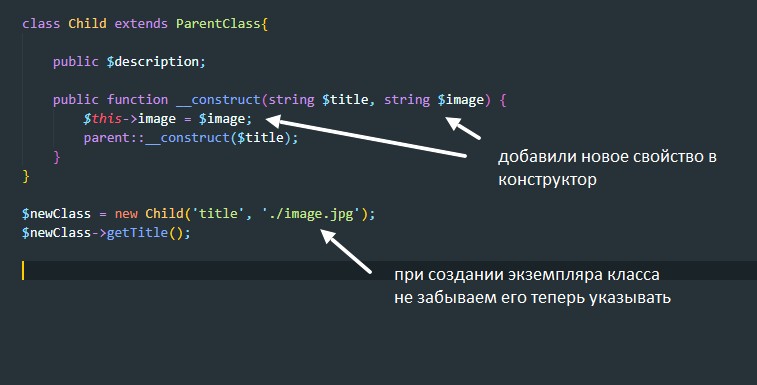 class Child extends ParentClass{
public $description;
public function __construct(string $title, string $image) {
$this->image = $image;
parent::__construct($title);
}
}
добавили новое свойство в
конструктор
$newClass = new Child('title', './image.jpg');
$newClass->getTitle();
при создании экземпляра класса
не забываем его теперь указывать